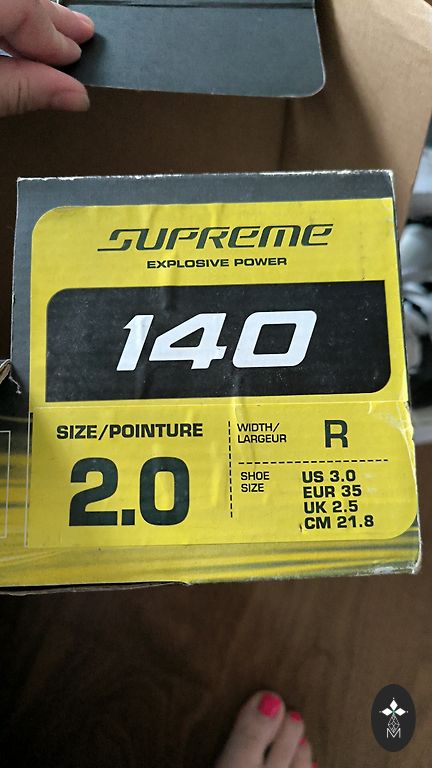 SUPREME
EXPLOSIVE POWER
140
SIZE/POINTURE
2.0
WIDTH/
LARGEUR
R
SHOE
SIZE
US 3.0
EUR 35
UK 2.5
CM 21.8
M